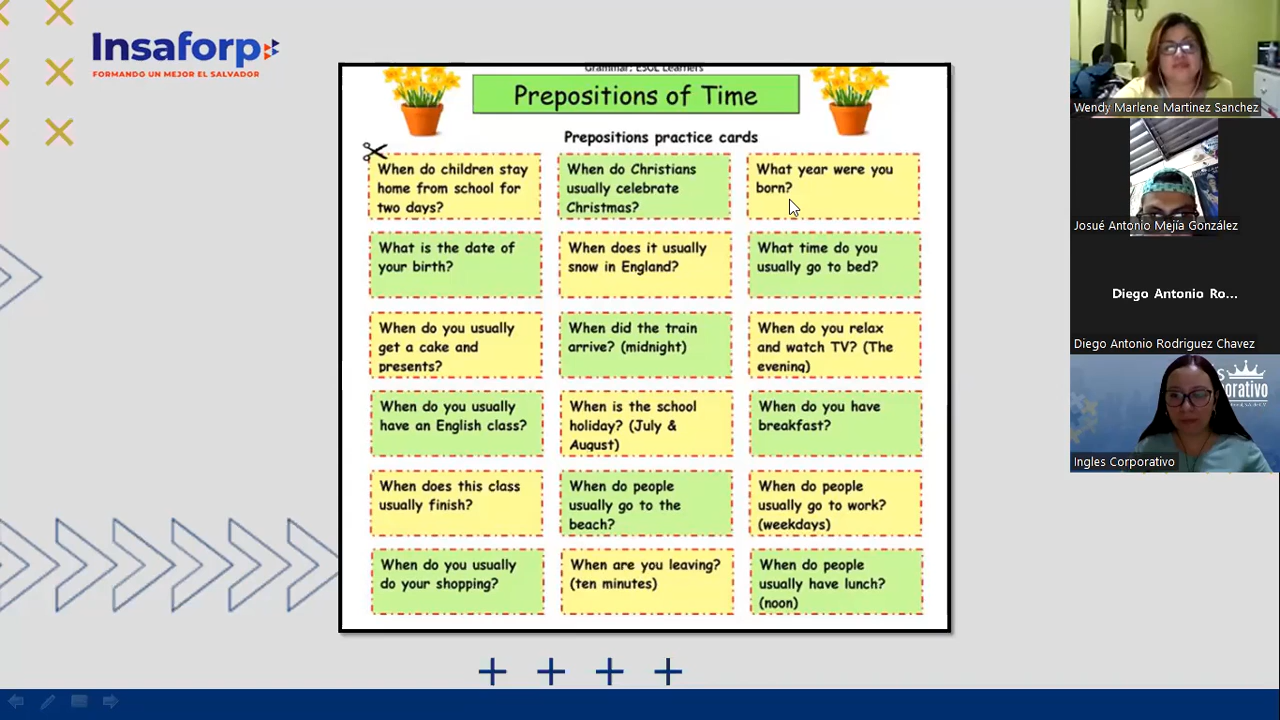 Insaforp
FORMANDO UN MEJOR EL SALVADOR
Grammar: ESOL Learners
Prepositions of Time
Prepositions practice cards
When do children stay
home from school for
two days?
When do Christians
usually celebrate
Christmas?
What year were you
born?
What is the date of
your birth?
When does it usually
snow in England?
What time do you
usually go to bed?
When do you usually
get a cake and
presents?
When did the train
arrive? (midnight)
When do you relax
and watch TV? (The
evening)
When do you usually
have an English class?
When is the school
holiday? (July &
August)
When do you have
breakfast?
When does this class
usually finish?
When do people
usually go to the
beach?
When do people
usually go to work?
(weekdays)
When do you usually
do your shopping?
When are you leaving?
(ten minutes)
When do people
usually have lunch?
(noon)
Wendy Marlene Martinez Sanchez
Josué Antonio Mejía González
Diego Antonio Ro...
Diego Antonio Rodriguez Chavez
Ingles Corporativo